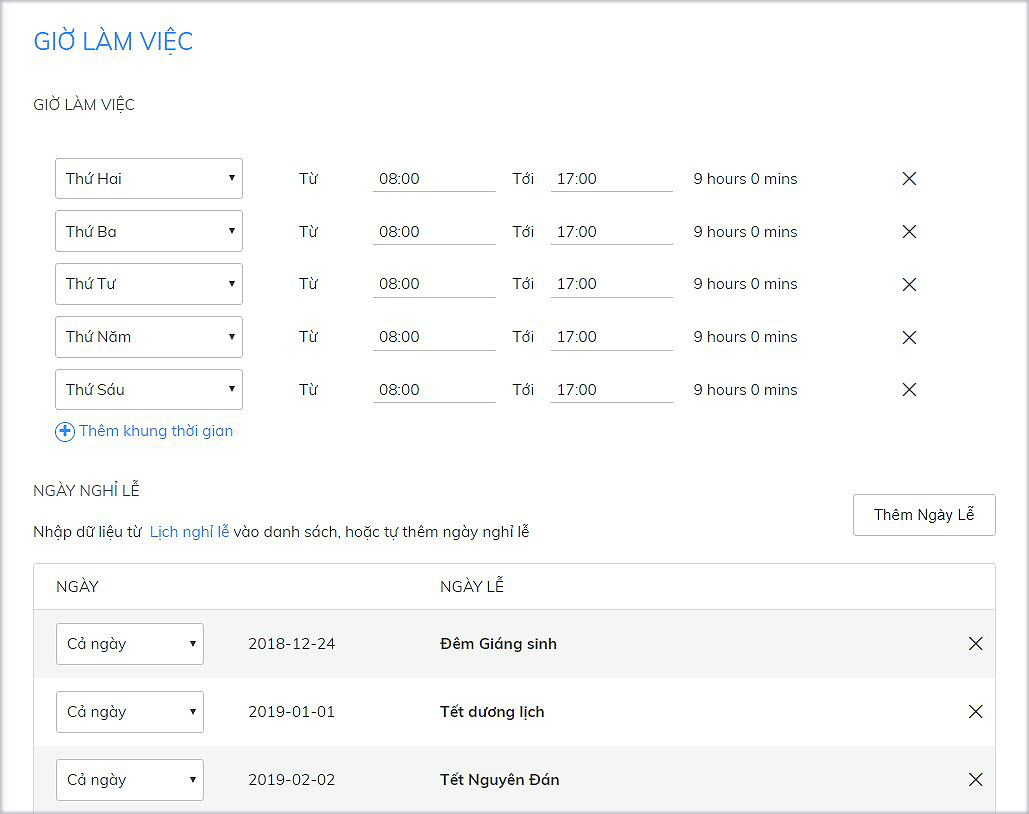 GIỜ LÀM VIỆC
GIỜ LÀM VIỆC
Thứ Hai Từ 08:00 Tới 17:00 9 hours 0 mins
Thứ Ba Từ 08:00 Tới 17:00 9 hours 0 mins
Thứ Tư Từ 08:00 Tới 17:00 9 hours 0 mins
Thứ Năm Từ 08:00 Tới 17:00 9 hours 0 mins
Thứ Sáu Từ 08:00 Tới 17:00 9 hours 0 mins
Thêm khung thời gian
NGÀY NGHỈ LỄ
Thêm Ngày Lễ
Nhập dữ liệu từ Lịch nghỉ lễ vào danh sách, hoặc tự thêm ngày nghỉ lễ
NGÀY NGÀY LỄ
Cả ngày 2018-12-24 Đêm Giáng sinh
Cả ngày 2019-01-01 Tết dương lịch
Cả ngày 2019-02-02 Tết Nguyên Đán